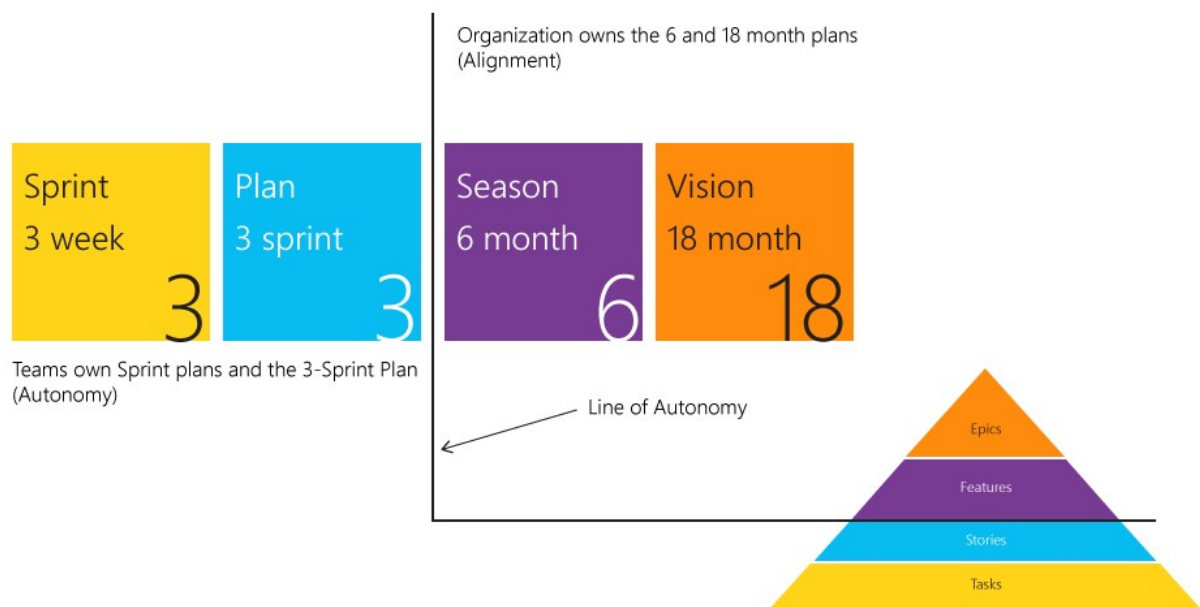 Organization owns the 6 and 18 month plans
(Alignment)
Sprint
3 week
3
Plan
3 sprint
3
Season
6 month
6
Vision
18 month
18
Teams own Sprint plans and the 3-Sprint Plan
(Autonomy)
Line of Autonomy
Epics
Features
Stories
Tasks